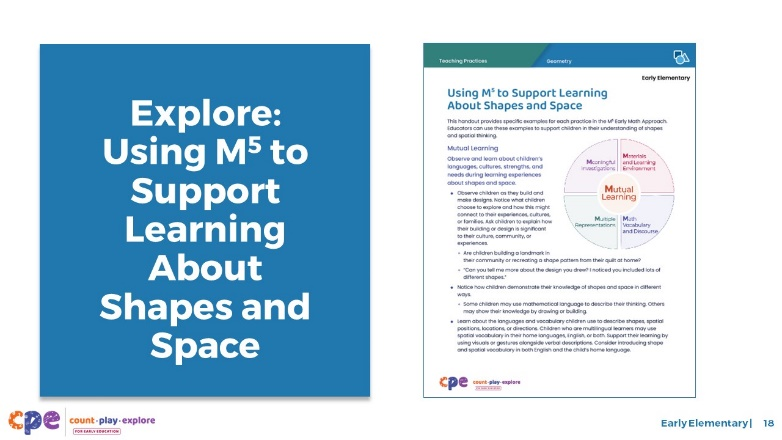 Explore:
Using M⁵ to
Support
Learning
About
Shapes and
Space
Teaching Practices
Geometry
Early Elementary
Using M⁵ to Support Learning
About Shapes and Space
This handout provides specific examples for each practice in the M⁵ Early Math Approach.
Educators can use these examples to support children in their understanding of shapes
and spatial thinking.
Mutual Learning
Observe and learn about children's
languages, cultures, strengths, and
needs during learning experiences
about shapes and space.
Observe children as they build and
make designs. Notice what children
choose to explore and how this might
connect to their experiences, cultures,
or families. Ask children to explain how
their building or design is significant
to their culture, community, or
experiences.
Are children building a landmark in
their community or recreating a shape pattern from their quilt at home?
"Can you tell me more about the design you drew? I noticed you included lots of
different shapes."
Notice how children demonstrate their knowledge of shapes and space in different
ways.
Some children may use mathematical language to describe their thinking. Others
may show their knowledge by drawing or building.
Learn about the languages and vocabulary children use to describe shapes, spatial
positions, locations, or directions. Children who are multilingual learners may use
spatial vocabulary in their home languages, English, or both. Support their learning by
using visuals or gestures alongside verbal descriptions. Consider introducing shape
and spatial vocabulary in both English and the child's home language.
Meaningful
Investigations
Materials
and Learning
Environment
Mutual
Learning
Multiple
Representations
Math
Vocabulary
and Discourse
cpe count·play·explore
FOR EARLY EDUCATION
cpe count·play·explore
FOR EARLY EDUCATION
Early Elementary | 18